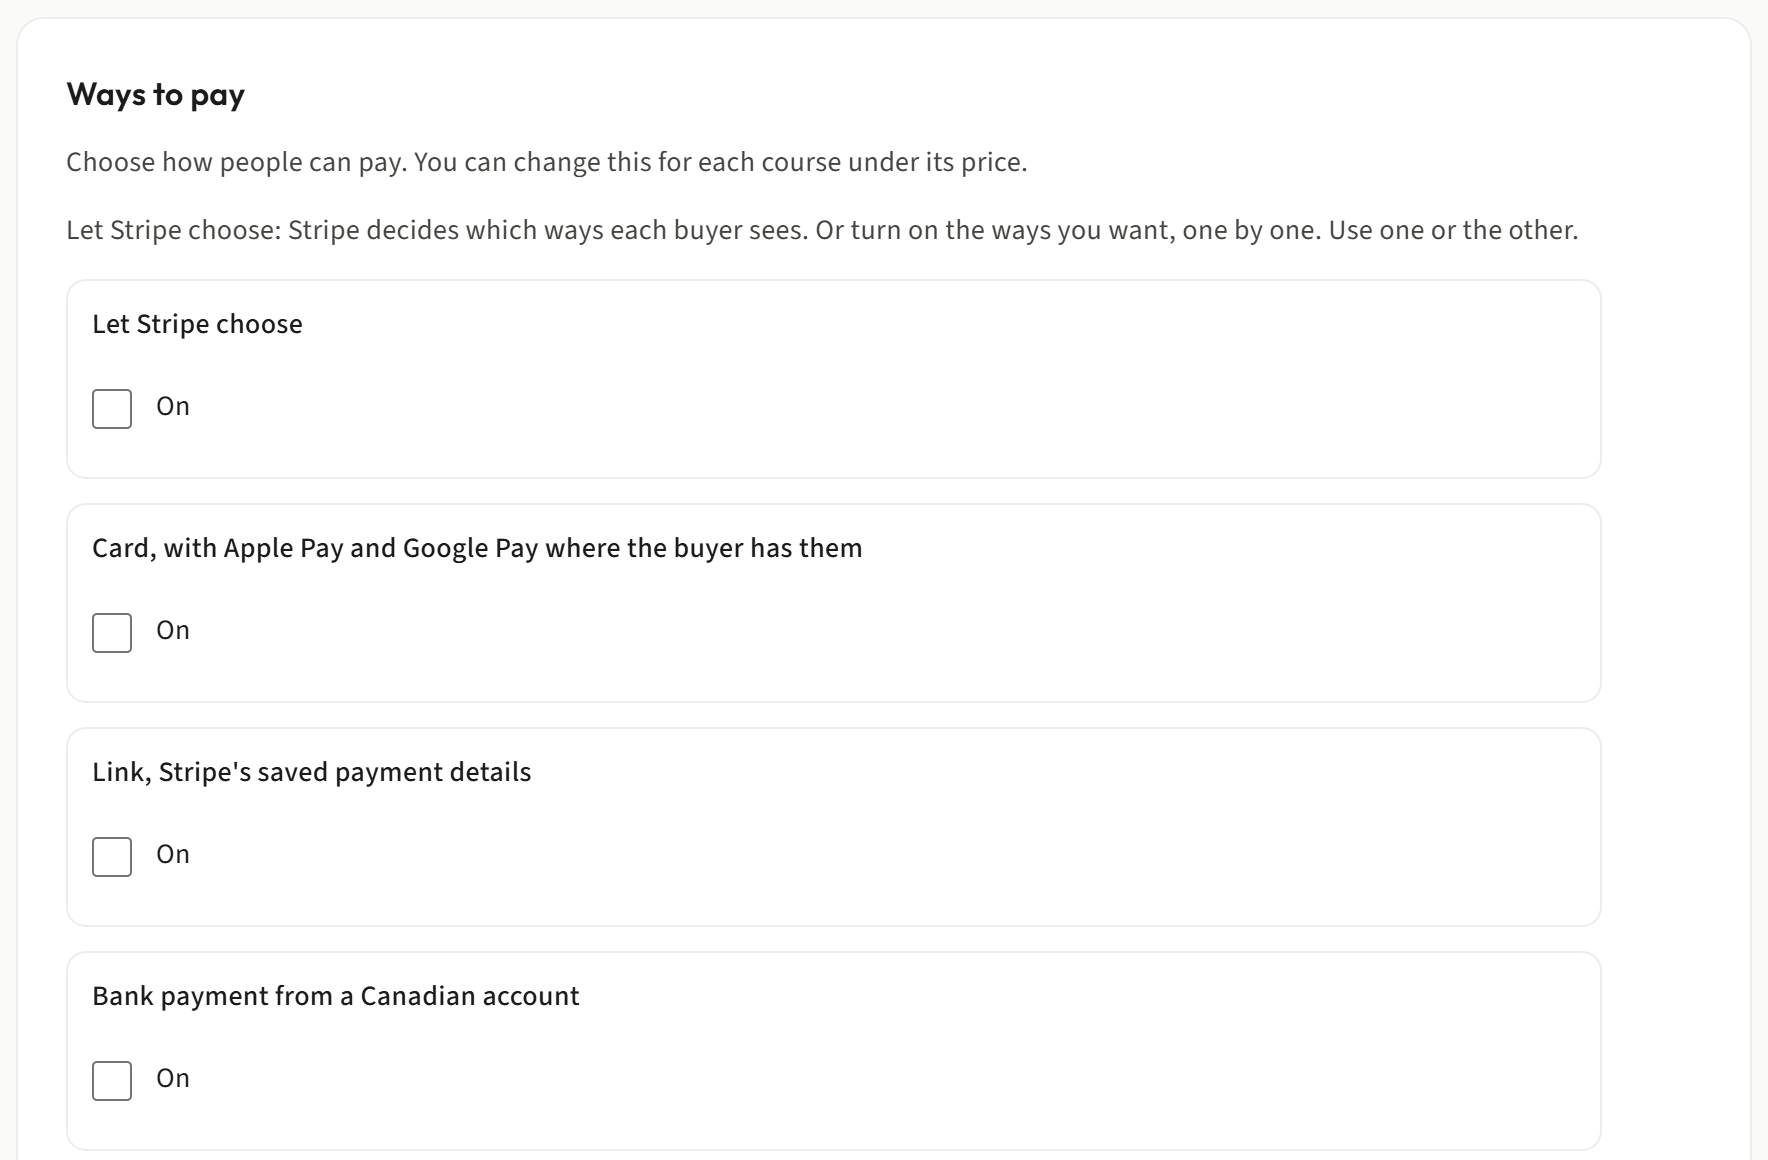 Ways to pay
Choose how people can pay. You can change this for each course under its price.
Let Stripe choose: Stripe decides which ways each buyer sees. Or turn on the ways you want, one by one. Use one or the other.
Let Stripe choose
On
Card, with Apple Pay and Google Pay where the buyer has them
On
Link, Stripe's saved payment details
On
Bank payment from a Canadian account
On